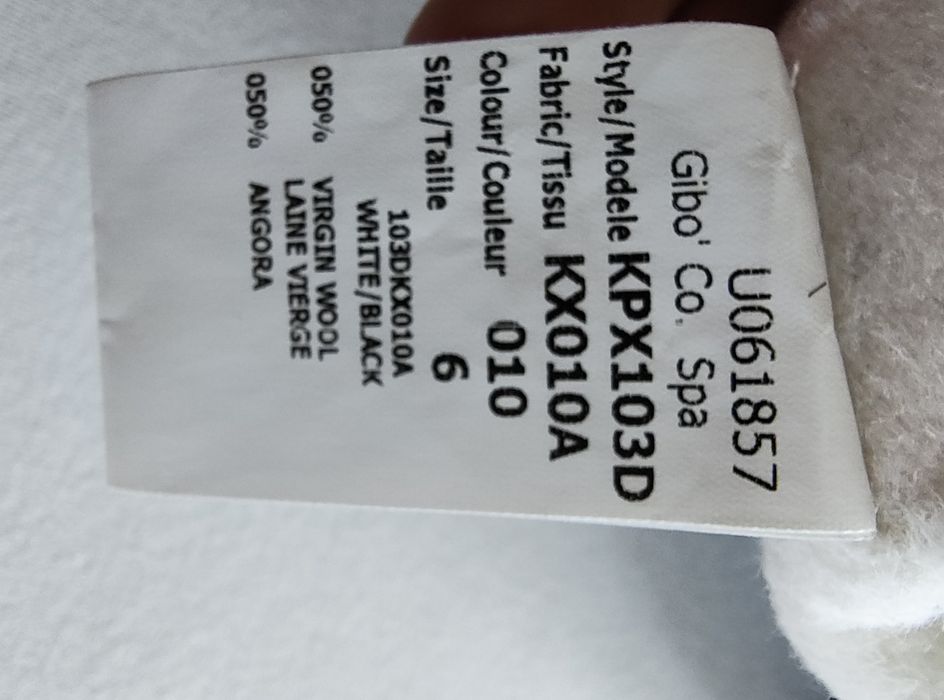 U061857
Gibo' Co. Spa
Style/Modele KPX103D
Fabric/Tissu KX010A
Colour/Couleur 010
Size/Taille 6
103DKX010A
WHITE/BLACK
050% VIRGIN WOOL
LAINE VIERGE
050% ANGORA